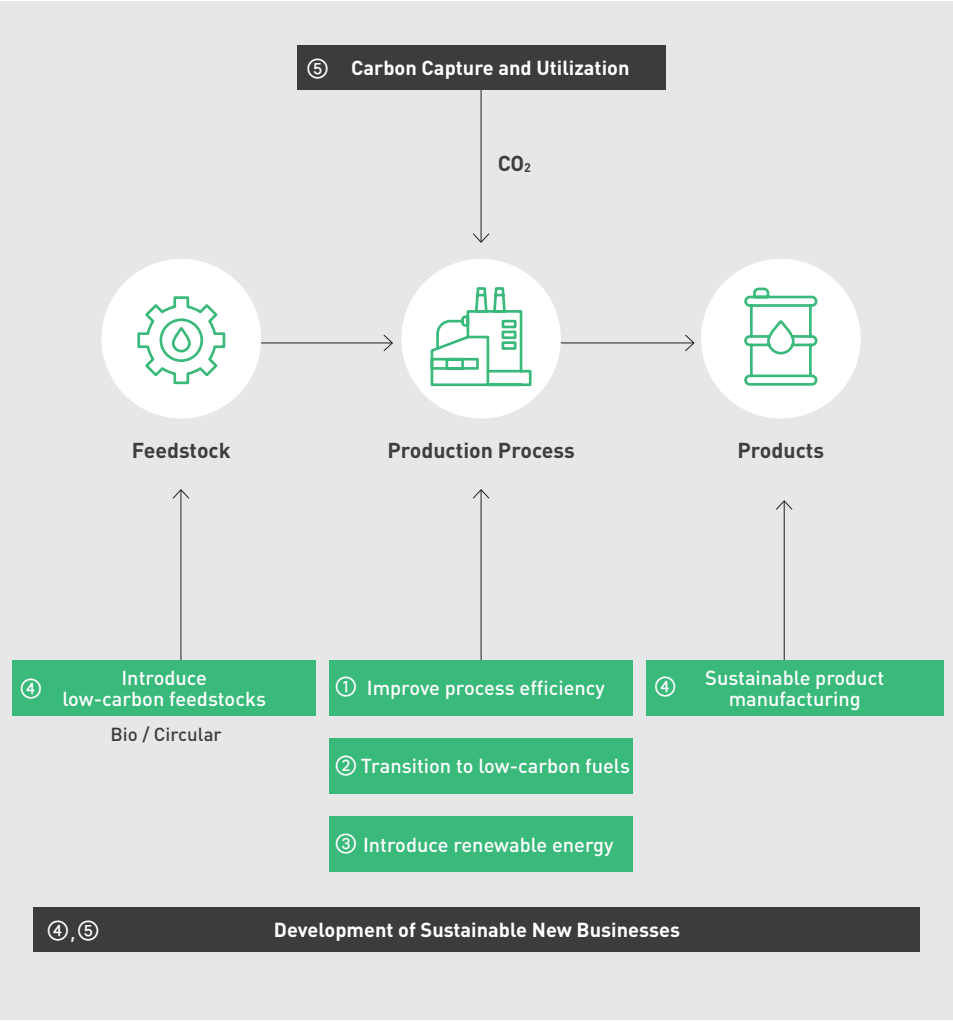 ⑤ Carbon Capture and Utilization
CO₂
Feedstock
Production Process
Products
④ Introduce
low-carbon feedstocks
Bio / Circular
① Improve process efficiency
② Transition to low-carbon fuels
③ Introduce renewable energy
④ Sustainable product
manufacturing
④,⑤ Development of Sustainable New Businesses